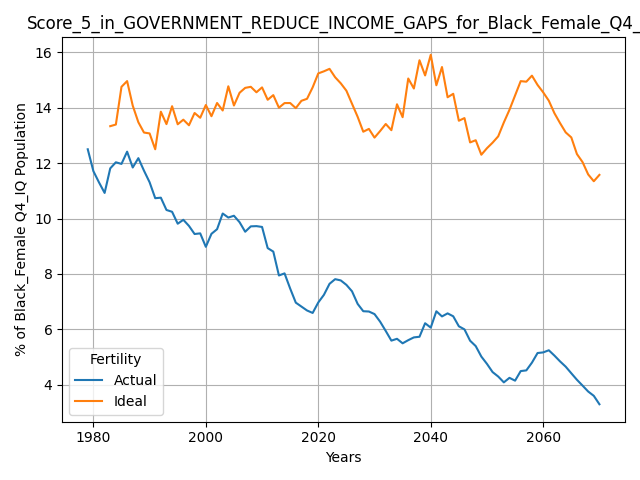 Score_5_in_GOVERNMENT_REDUCE_INCOME_GAPS_for_Black_Female_Q4_
16
14
12
10
8
6
4
% of Black_Female Q4_IQ Population
Fertility
Actual
Ideal
1980
2000
2020
2040
2060
Years